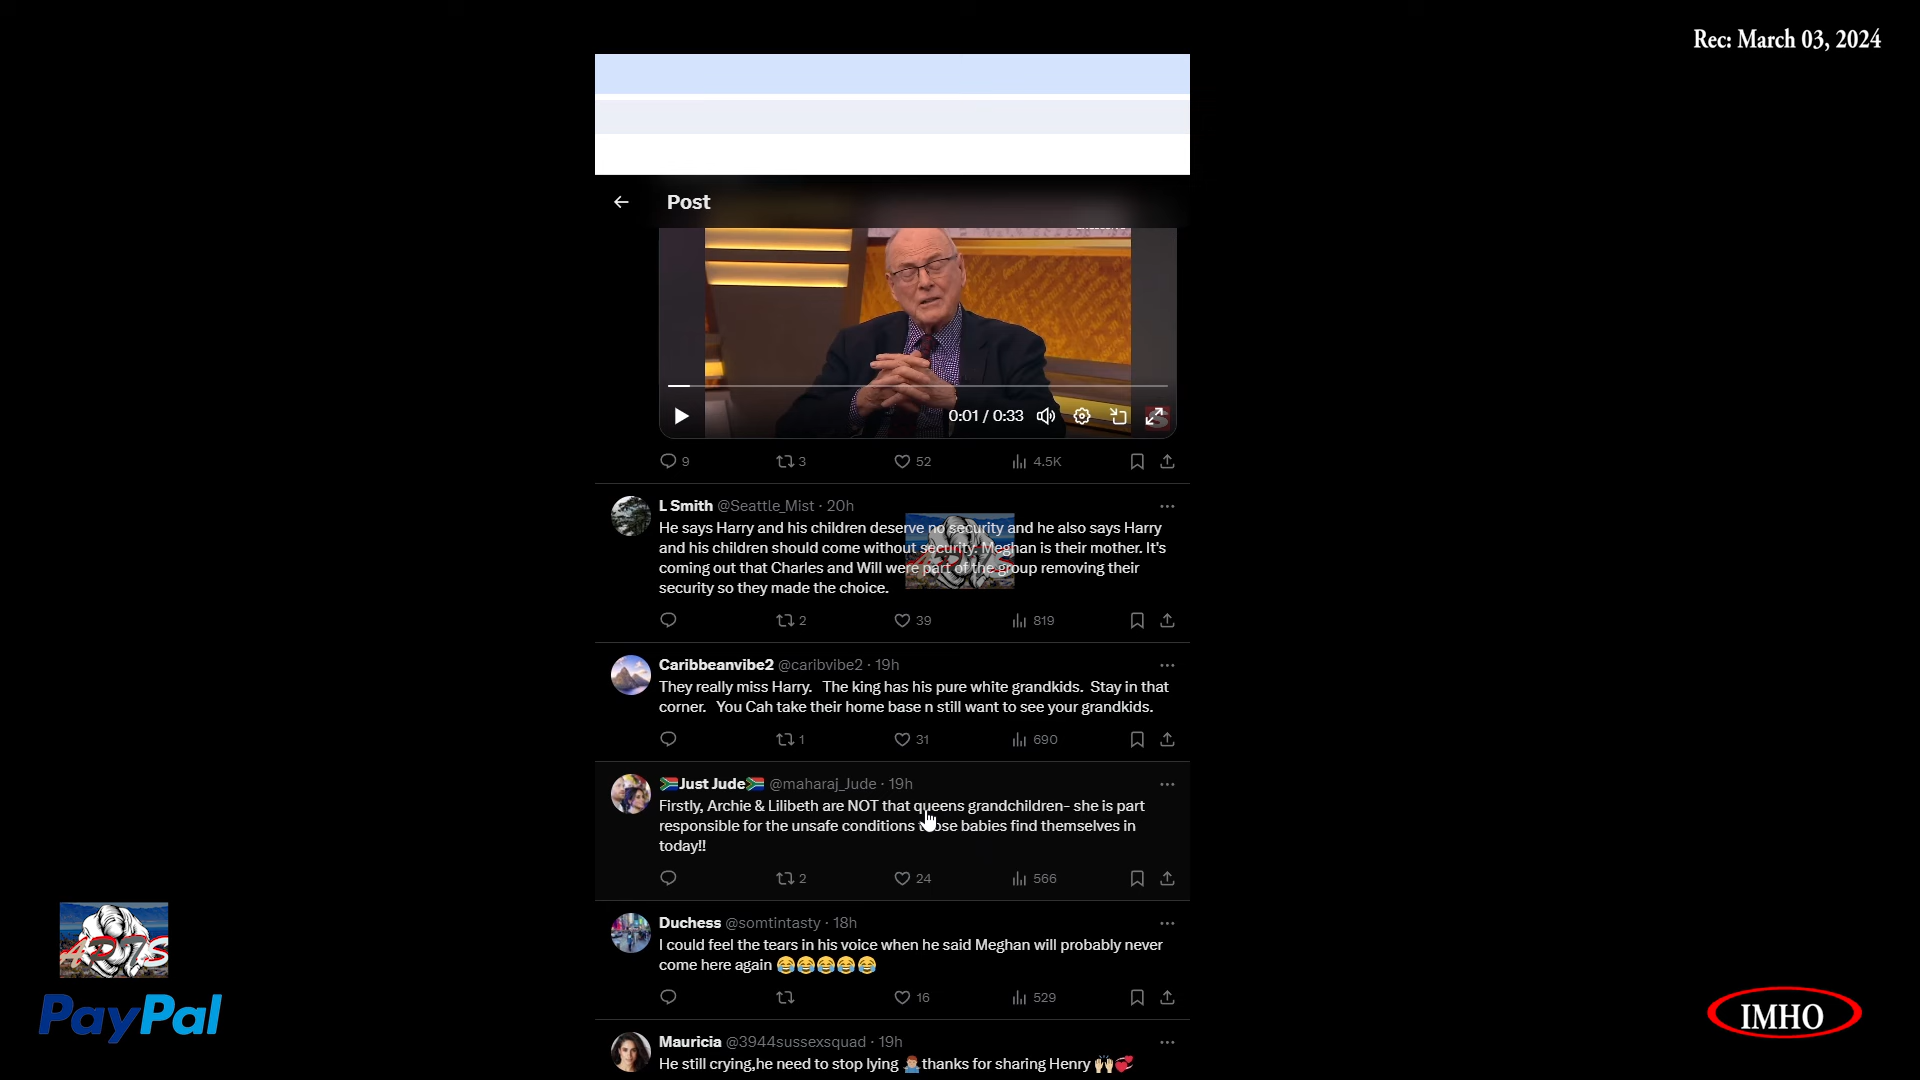 Rec: March 03, 2024
Post
0:01 / 0:33
9 3 52 4.5K
L Smith @Seattle_Mist · 20h
He says Harry and his children deserve no security and he also says Harry
and his children should come without security. Meghan is their mother. It's
coming out that Charles and Will were part of the group removing their
security so they made the choice.
2 39 819
Caribbeanvibe2 @caribvibe2 · 19h
They really miss Harry. The king has his pure white grandkids. Stay in that
corner. You Cah take their home base n still want to see your grandkids.
1 31 690
🇿🇦Just Jude🇿🇦 @maharaj_Jude · 19h
Firstly, Archie & Lilibeth are NOT that queens grandchildren- she is part
responsible for the unsafe conditions those babies find themselves in
today!!
2 24 566
Duchess @somtintasty · 18h
I could feel the tears in his voice when he said Meghan will probably never
come here again 😂😂😂😂😂
16 529
Mauricia @3944sussexsquad · 19h
He still crying,he need to stop lying 🤷🏽‍♂️thanks for sharing Henry 🙌🏻💞
PayPal
IMHO